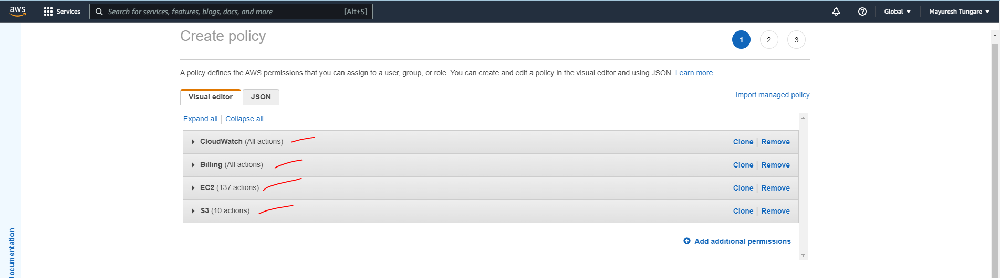 aws Services Search for services, features, blogs, docs, and more [Alt+S] Global Mayuresh Tungare
Create policy 1 2 3
A policy defines the AWS permissions that you can assign to a user, group, or role. You can create and edit a policy in the visual editor and using JSON. Learn more
Visual editor JSON Import managed policy
Expand all Collapse all
CloudWatch (All actions) Clone Remove
Billing (All actions) Clone Remove
EC2 (137 actions) Clone Remove
S3 (10 actions) Clone Remove
Add additional permissions
ocumentation